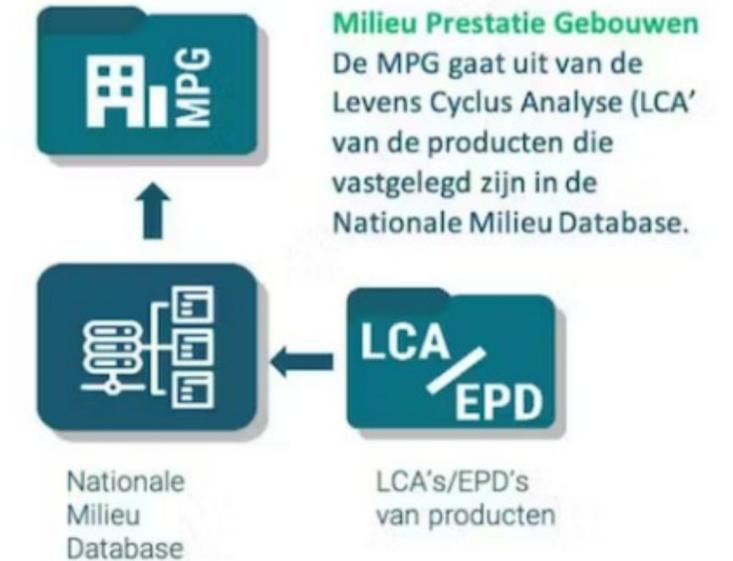 MPG
Milieu Prestatie Gebouwen
De MPG gaat uit van de
Levens Cyclus Analyse (LCA'
van de producten die
vastgelegd zijn in de
Nationale Milieu Database.
LCA/EPD
Nationale
Milieu
Database
LCA's/EPD's
van producten